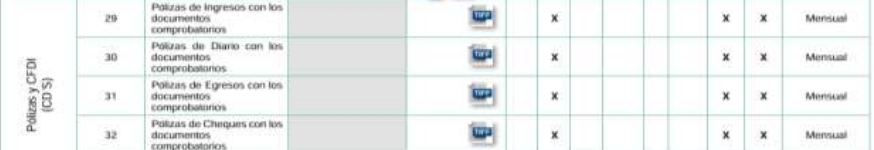 Pólizas y CFDI
(CD'S)
29
Pólizas de Ingresos con los
documentos
comprobatorios
TIFF
X
X
X
Mensual
30
Pólizas de Diario con los
documentos
comprobatorios
TIFF
X
X
X
Mensual
31
Pólizas de Egresos con los
documentos
comprobatorios
TIFF
X
X
X
Mensual
32
Pólizas de Cheques con los
documentos
comprobatorios
TIFF
X
X
X
Mensual